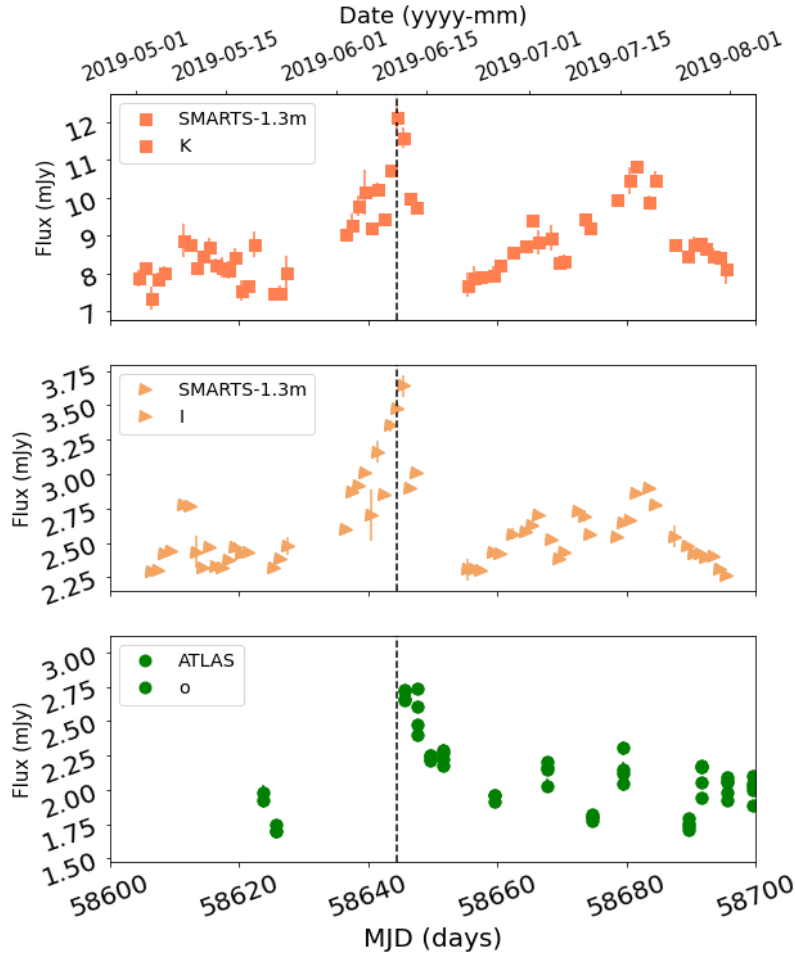 Date (yyyy-mm)
2019-05-01 2019-05-15 2019-06-01 2019-06-15 2019-07-01 2019-07-15 2019-08-01
SMARTS-1.3m
K
Flux (mJy)
12
11
10
9
8
7
SMARTS-1.3m
I
Flux (mJy)
3.75
3.50
3.25
3.00
2.75
2.50
2.25
ATLAS
o
Flux (mJy)
3.00
2.75
2.50
2.25
2.00
1.75
1.50
58600 58620 58640 58660 58680 58700
MJD (days)